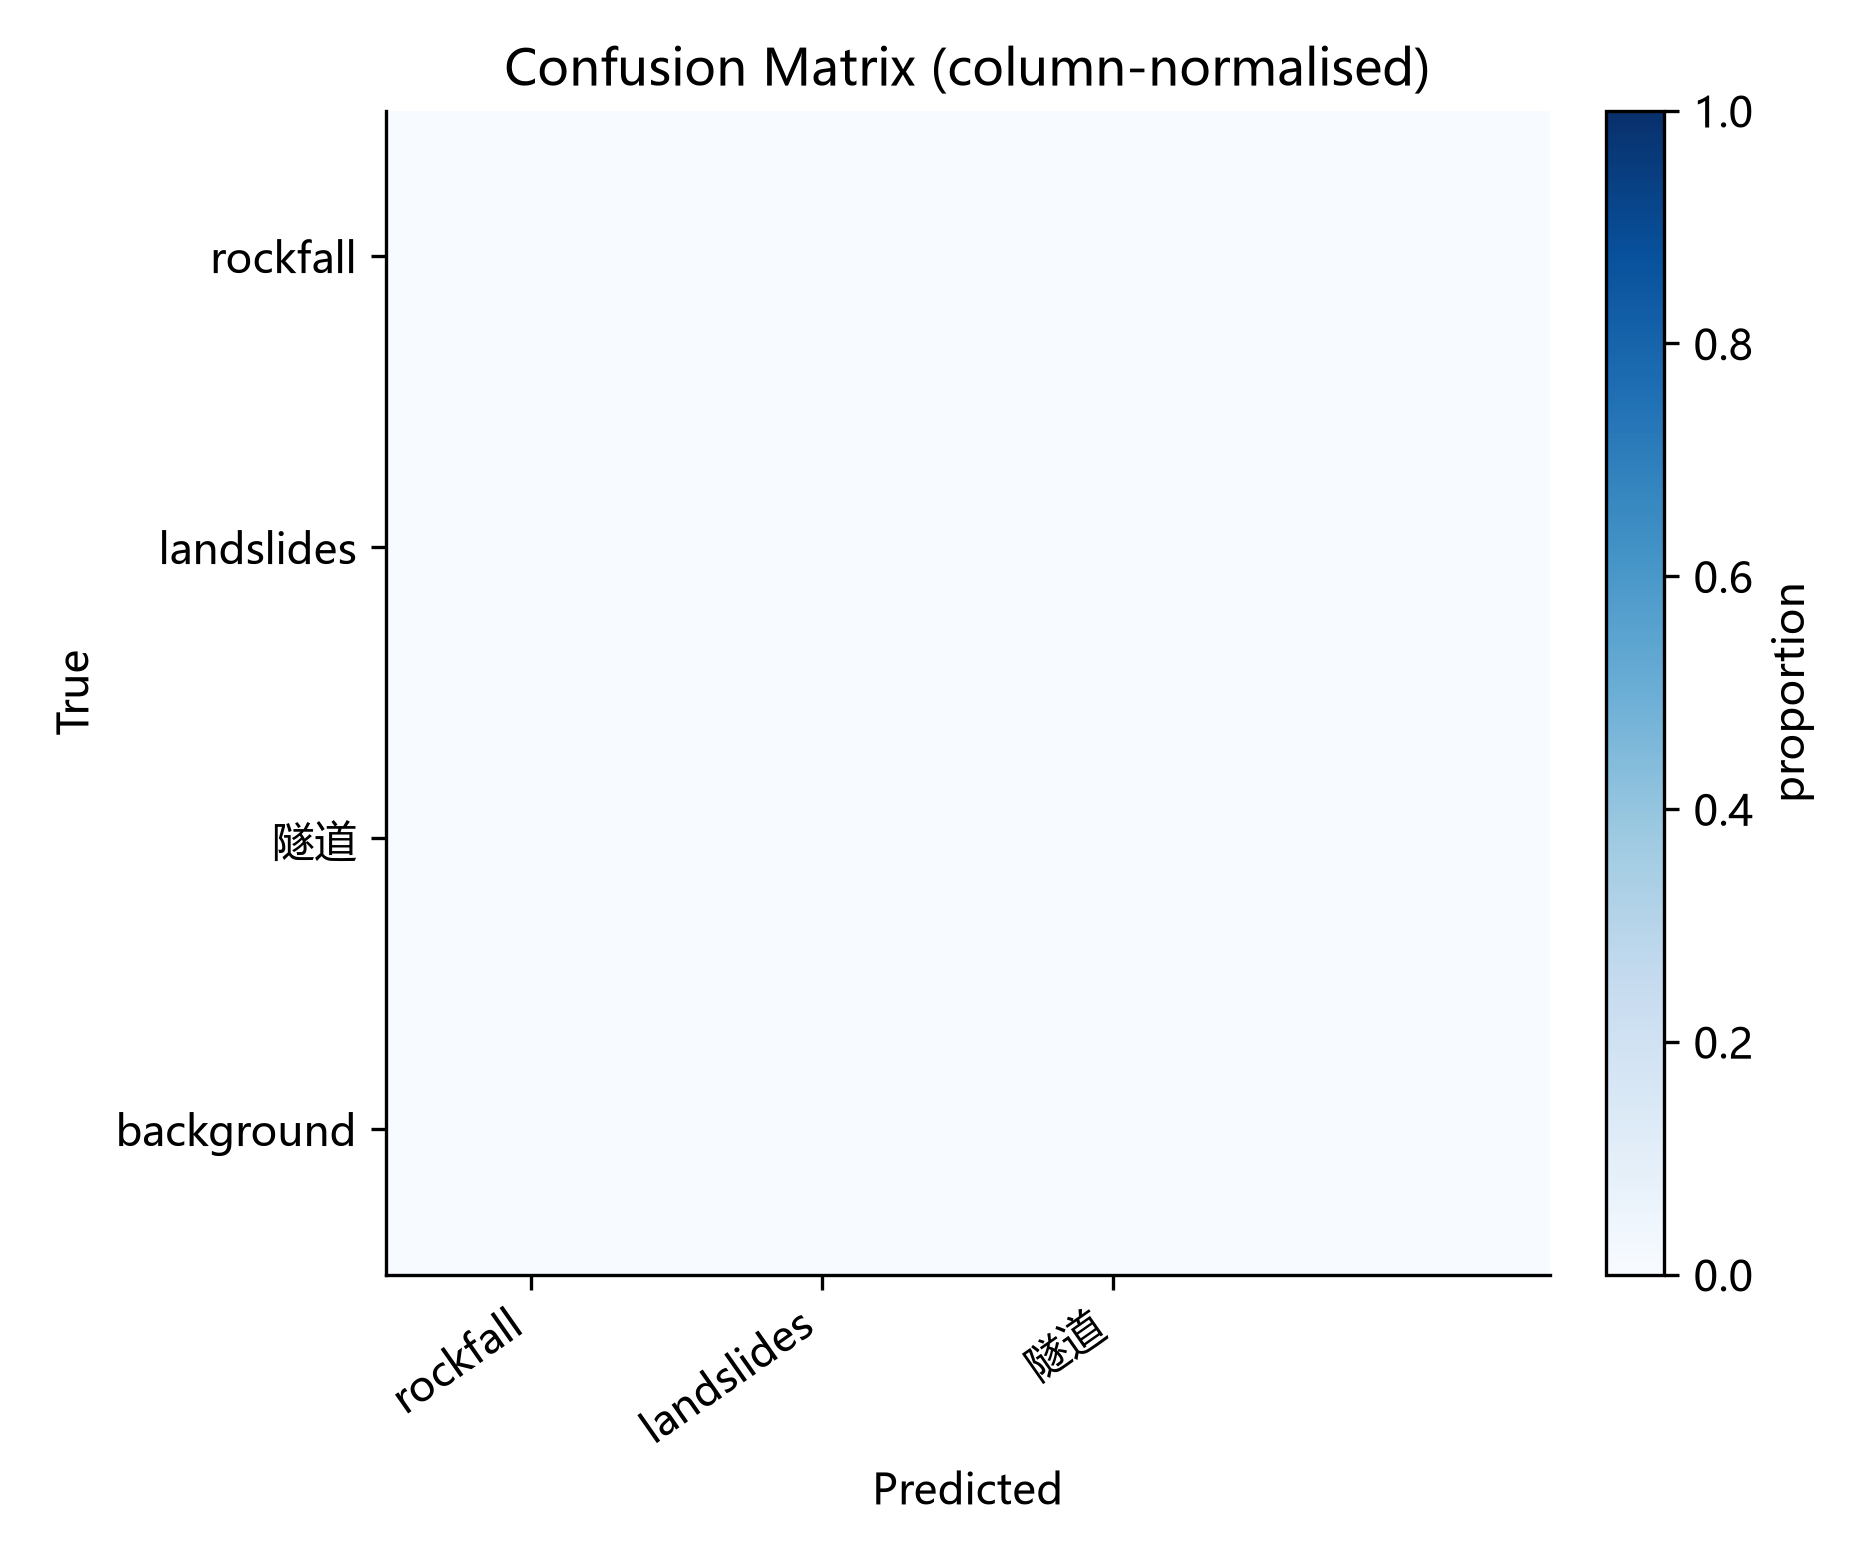 Confusion Matrix (column-normalised)
True
rockfall
landslides
隧道
background
rockfall
landslides
隧道
Predicted
1.0
0.8
0.6
0.4
0.2
0.0
proportion